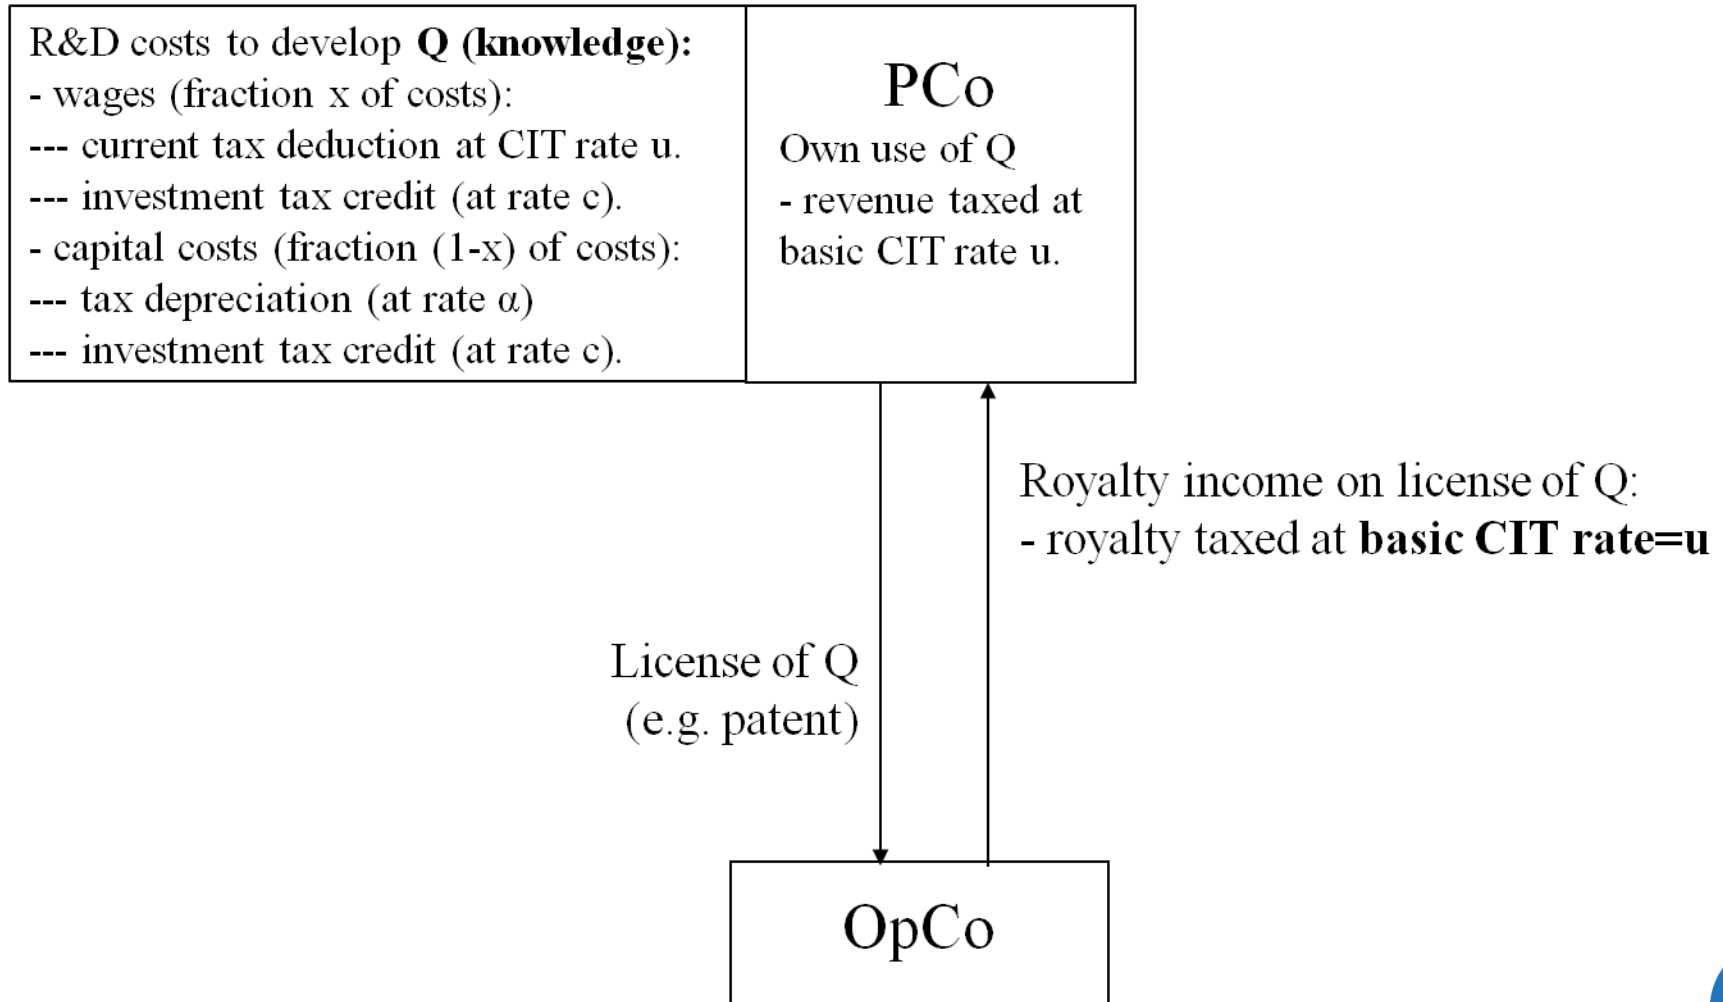 R&D costs to develop Q (knowledge):
- wages (fraction x of costs):
--- current tax deduction at CIT rate u.
--- investment tax credit (at rate c).
- capital costs (fraction (1-x) of costs):
--- tax depreciation (at rate α)
--- investment tax credit (at rate c).
PCo
Own use of Q
- revenue taxed at
basic CIT rate u.
Royalty income on license of Q:
- royalty taxed at basic CIT rate=u
License of Q
(e.g. patent)
OpCo